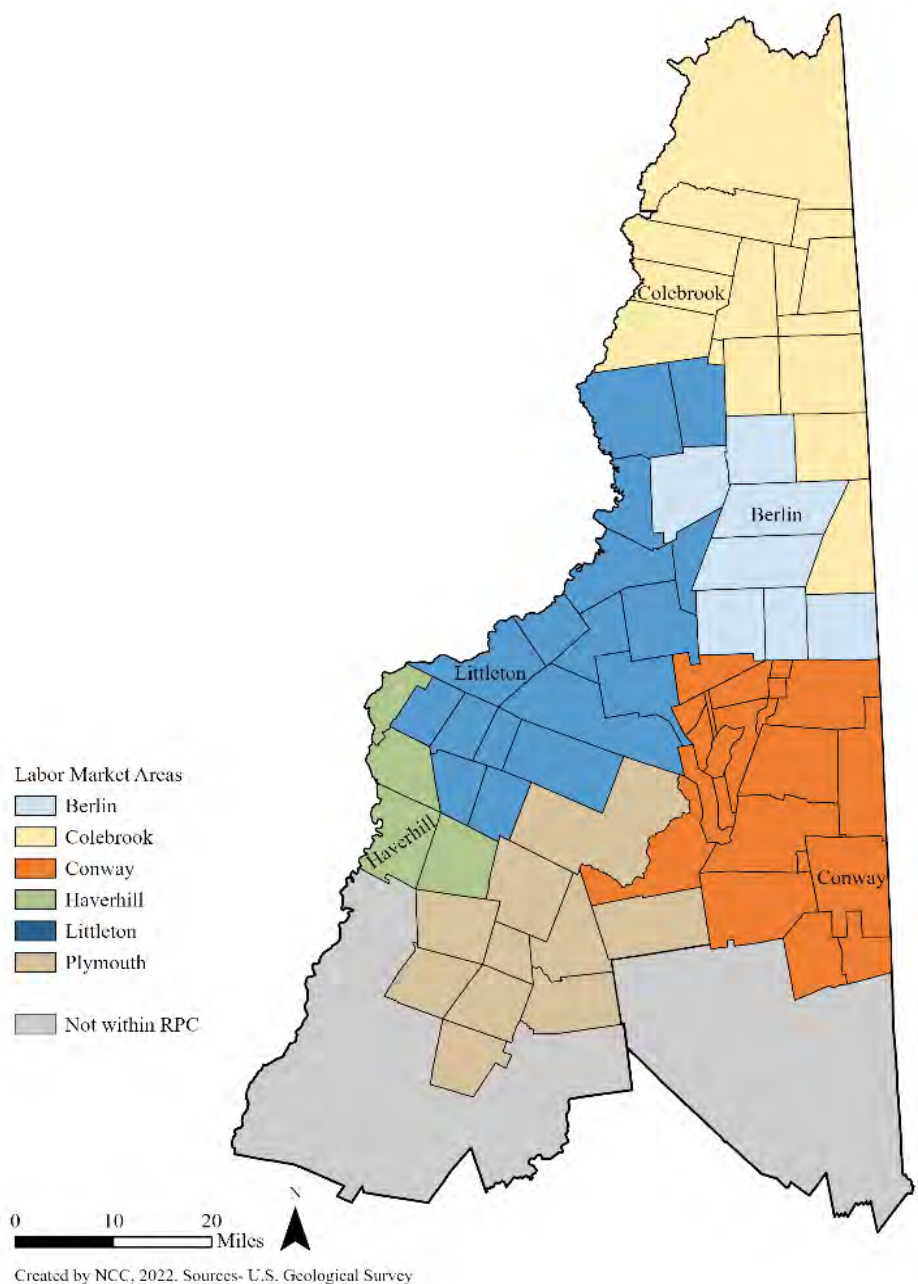 Colebrook
Berlin
Littleton
Haverhill
Conway
Labor Market Areas
Berlin
Colebrook
Conway
Haverhill
Littleton
Plymouth
Not within RPC
N
0 10 20
Miles
Created by NCC, 2022. Sources- U.S. Geological Survey